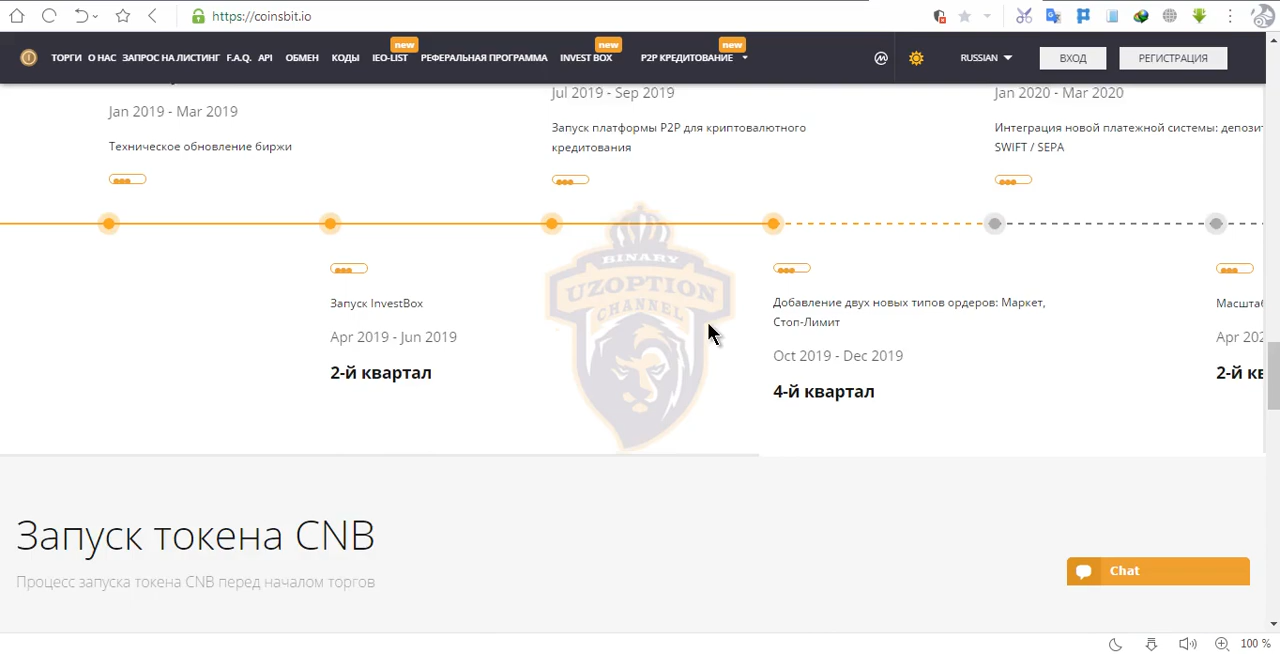 https://coinsbit.io
new new new
ТОРГИ О НАС ЗАПРОС НА ЛИСТИНГ F.A.Q. API ОБМЕН КОДЫ IEO-LIST РЕФЕРАЛЬНАЯ ПРОГРАММА INVEST BOX P2P КРЕДИТОВАНИЕ RUSSIAN ВХОД РЕГИСТРАЦИЯ
Jan 2019 - Mar 2019
Техническое обновление биржи
Jul 2019 - Sep 2019
Запуск платформы P2P для криптовалютного
кредитования
Jan 2020 - Mar 2020
Интеграция новой платежной системы: депозит
SWIFT / SEPA
BINARY
UZOPTION
CHANNEL
Запуск InvestBox
Apr 2019 - Jun 2019
2-й квартал
Добавление двух новых типов ордеров: Маркет,
Стоп-Лимит
Oct 2019 - Dec 2019
4-й квартал
Масштаб
Apr 202
2-й кв
Запуск токена CNB
Процесс запуска токена CNB перед началом торгов
Chat
100 %